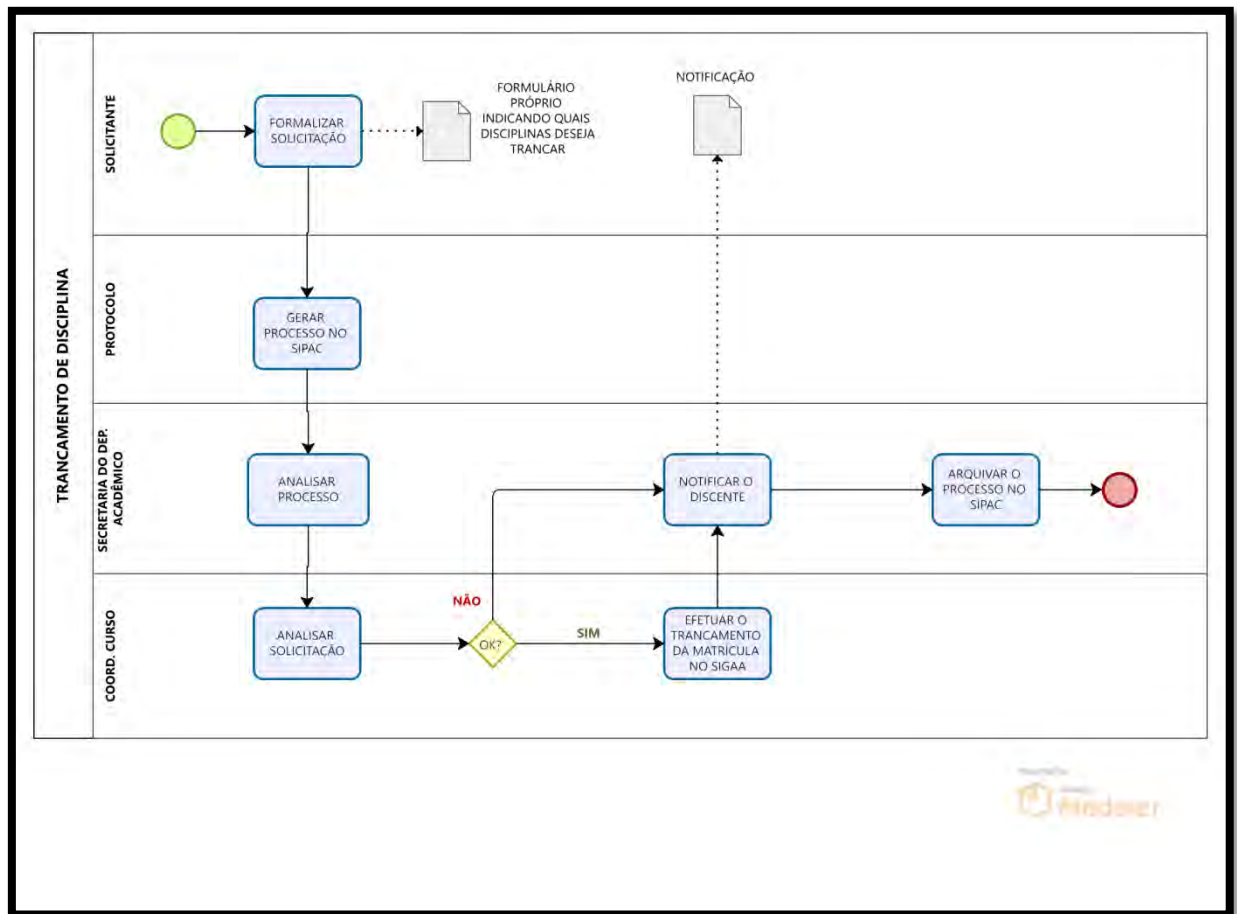 TRANCAMENTO DE DISCIPLINA
SOLICITANTE
FORMALIZAR
SOLICITAÇÃO
FORMULÁRIO
PRÓPRIO
INDICANDO QUAIS
DISCIPLINAS DESEJA
TRANCAR
NOTIFICAÇÃO
PROTOCOLO
GERAR
PROCESSO NO
SIPAC
SECRETARIA DO DEP.
ACADÊMICO
ANALISAR
PROCESSO
NOTIFICAR O
DISCENTE
ARQUIVAR O
PROCESSO NO
SIPAC
COORD. CURSO
ANALISAR
SOLICITAÇÃO
NÃO
OK?
SIM
EFETUAR O
TRANCAMENTO
DA MATRÍCULA
NO SIGAA
Modeler